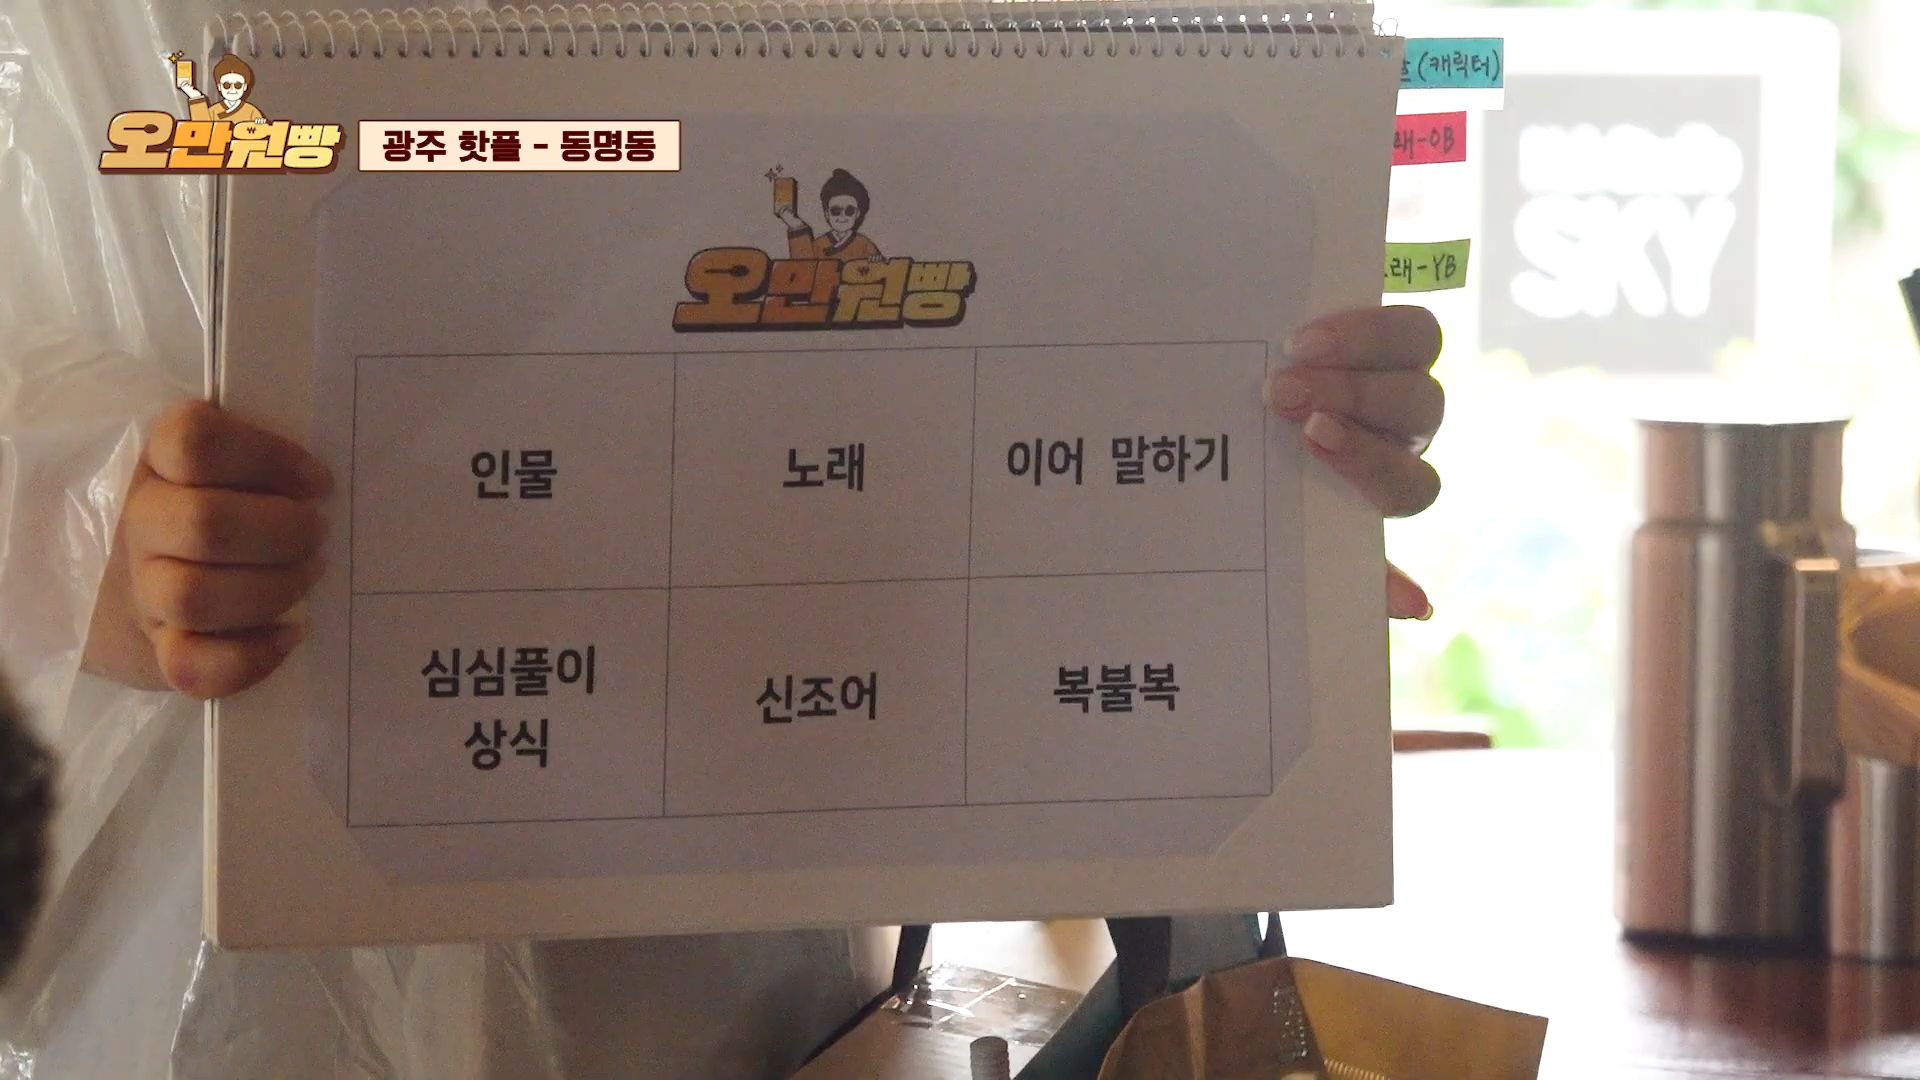 오만원빵
광주 핫플 - 동명동
(캐릭터)
래-OB
래-YB
SKY
오만원빵
인물
노래
이어 말하기
심심풀이
상식
신조어
복불복